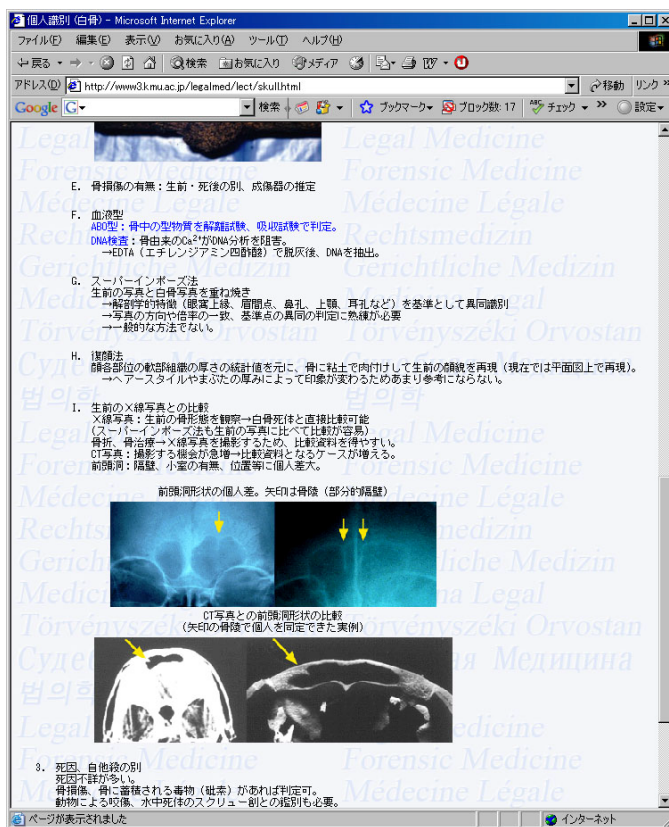 個人識別 (白骨) - Microsoft Internet Explorer
ファイル(F) 編集(E) 表示(V) お気に入り(A) ツール(T) ヘルプ(H)
戻る 検索 お気に入り メディア
アドレス(D) http://www3.kmu.ac.jp/legalmed/lect/skull.html 移動 リンク »
Google G 検索 ブックマーク ブロック数: 17 チェック » 設定
Legal Medicine
Forensic Medicine Forensic Medicine
E. 骨損傷の有無：生前・死後の別、成傷器の推定
Médecine Légale Médecine Légale
F. 血液型
ABO型：骨中の型物質を解離試験、吸収試験で判定。
DNA検査：骨由来のCa²⁺がDNA分析を阻害。
→EDTA（エチレンジアミン四酢酸）で脱灰後、DNAを抽出。
Gerichtliche Medizin Gerichtliche Medizin
G. スーパーインポーズ法
生前の写真と白骨写真を重ね焼き
→解剖学的特徴（眼窩上縁、眉間点、鼻孔、上顎、耳孔など）を基準として異同識別
→写真の方向や倍率の一致、基準点の異同の判定に熟練が必要
→一般的な方法でない。
Törvényszéki Orvostan Törvényszéki Orvostan
H. 復顔法
顔各部位の軟部組織の厚さの統計値を元に、骨に粘土で肉付けして生前の顔貌を再現（現在では平面図上で再現）。
→ヘアースタイルやまぶたの厚みによって印象が変わるためあまり参考にならない。
법의학 법의학
I. 生前のX線写真との比較
X線写真：生前の骨形態を観察→白骨死体と直接比較可能
（スーパーインポーズ法も生前の写真に比べて比較が容易）
骨折、骨治療→X線写真を撮影するため、比較資料を得やすい。
CT写真：撮影する機会が急増→比較資料となるケースが増える。
前頭洞：隔壁、小室の有無、位置等に個人差大。
前頭洞形状の個人差。矢印は骨陵（部分的隔壁）
CT写真との前頭洞形状の比較
（矢印の骨陵で個人を同定できた実例）
Törvényszéki Orvostan
Медицина
법의학
Legal Medicine
Forensic Medicine Forensic Medicine
3. 死因、自他殺の別
死因不詳が多い。
骨損傷、骨に蓄積される毒物（砒素）があれば判定可。
動物による咬傷、水中死体のスクリュー創との鑑別も必要。
ページが表示されました インターネット